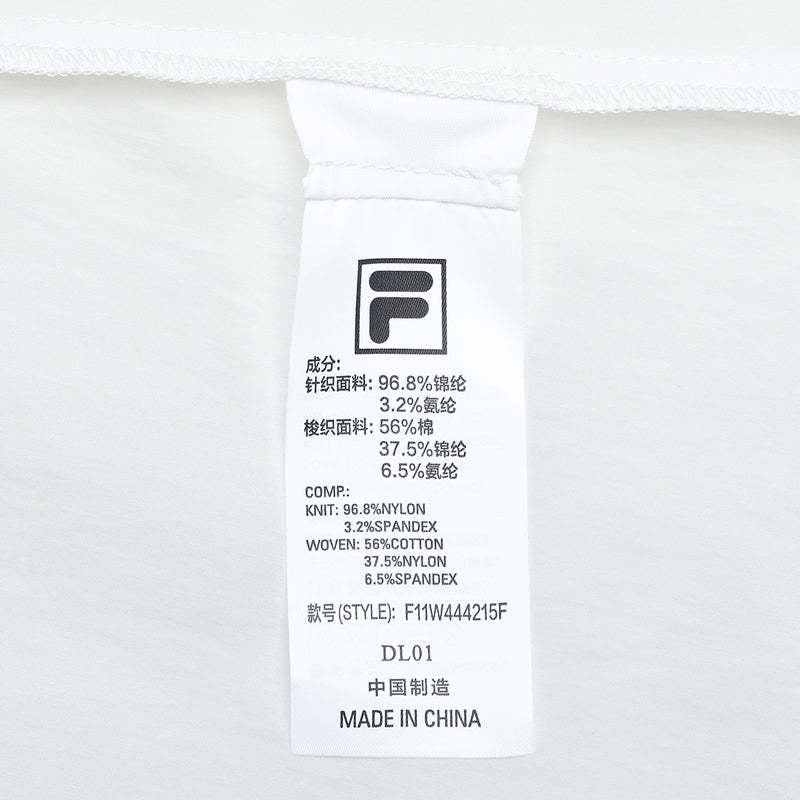 F
成分:
针织面料: 96.8%锦纶
3.2%氨纶
梭织面料: 56%棉
37.5%锦纶
6.5%氨纶
COMP.:
KNIT: 96.8%NYLON
3.2%SPANDEX
WOVEN: 56%COTTON
37.5%NYLON
6.5%SPANDEX
款号(STYLE): F11W444215F
DL01
中国制造
MADE IN CHINA